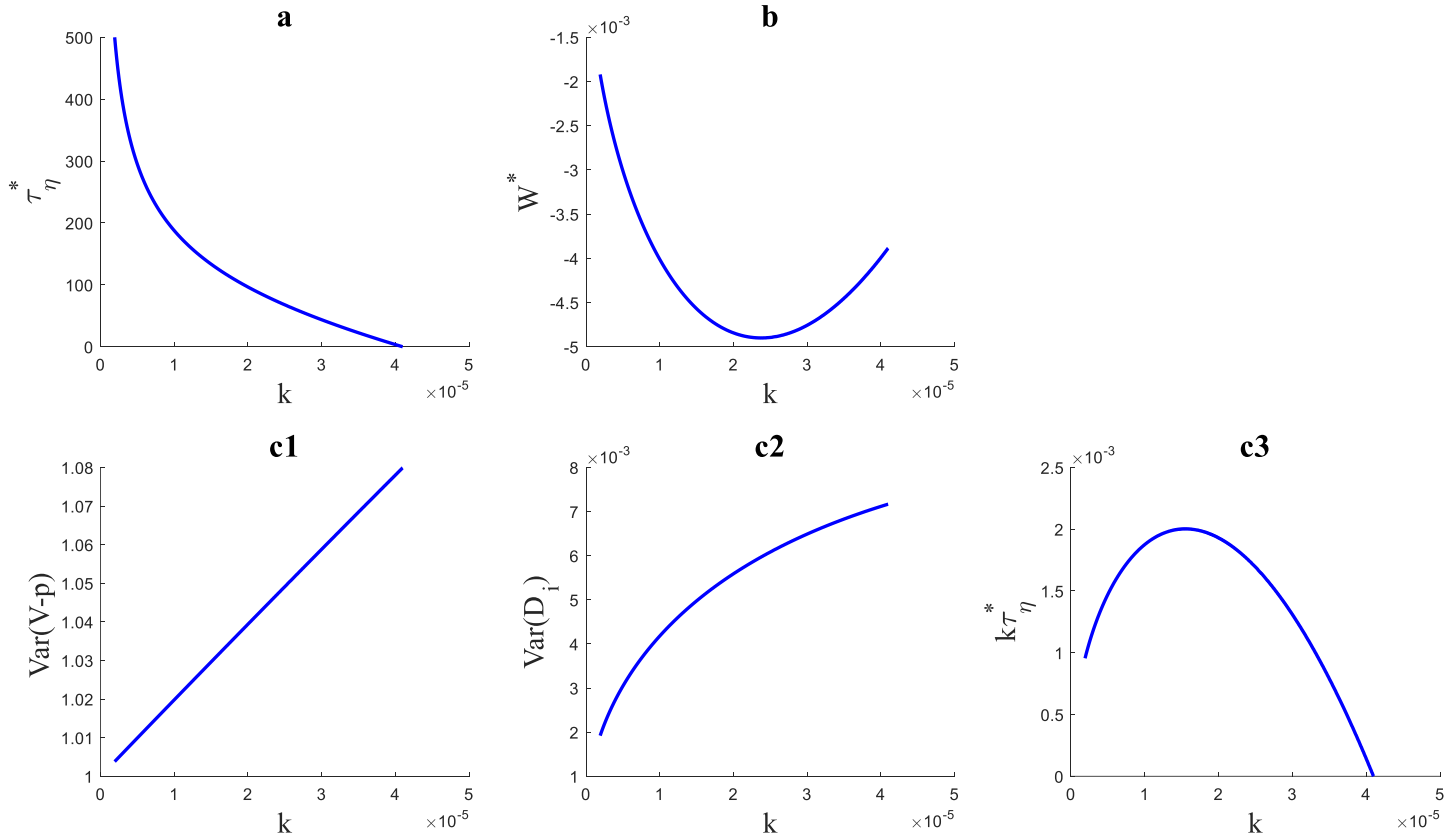 a
500
400
300
200
100
0
τ*η
0 1 2 3 4 5
k
×10-5
b
×10-3
-1.5
-2
-2.5
-3
-3.5
-4
-4.5
-5
W*
0 1 2 3 4 5
k
×10-5
c1
1.08
1.07
1.06
1.05
1.04
1.03
1.02
1.01
1
Var(V-p)
0 1 2 3 4 5
k
×10-5
c2
×10-3
8
7
6
5
4
3
2
1
Var(Di)
0 1 2 3 4 5
k
×10-5
c3
×10-3
2.5
2
1.5
1
0.5
0
kτ*η
0 1 2 3 4 5
k
×10-5